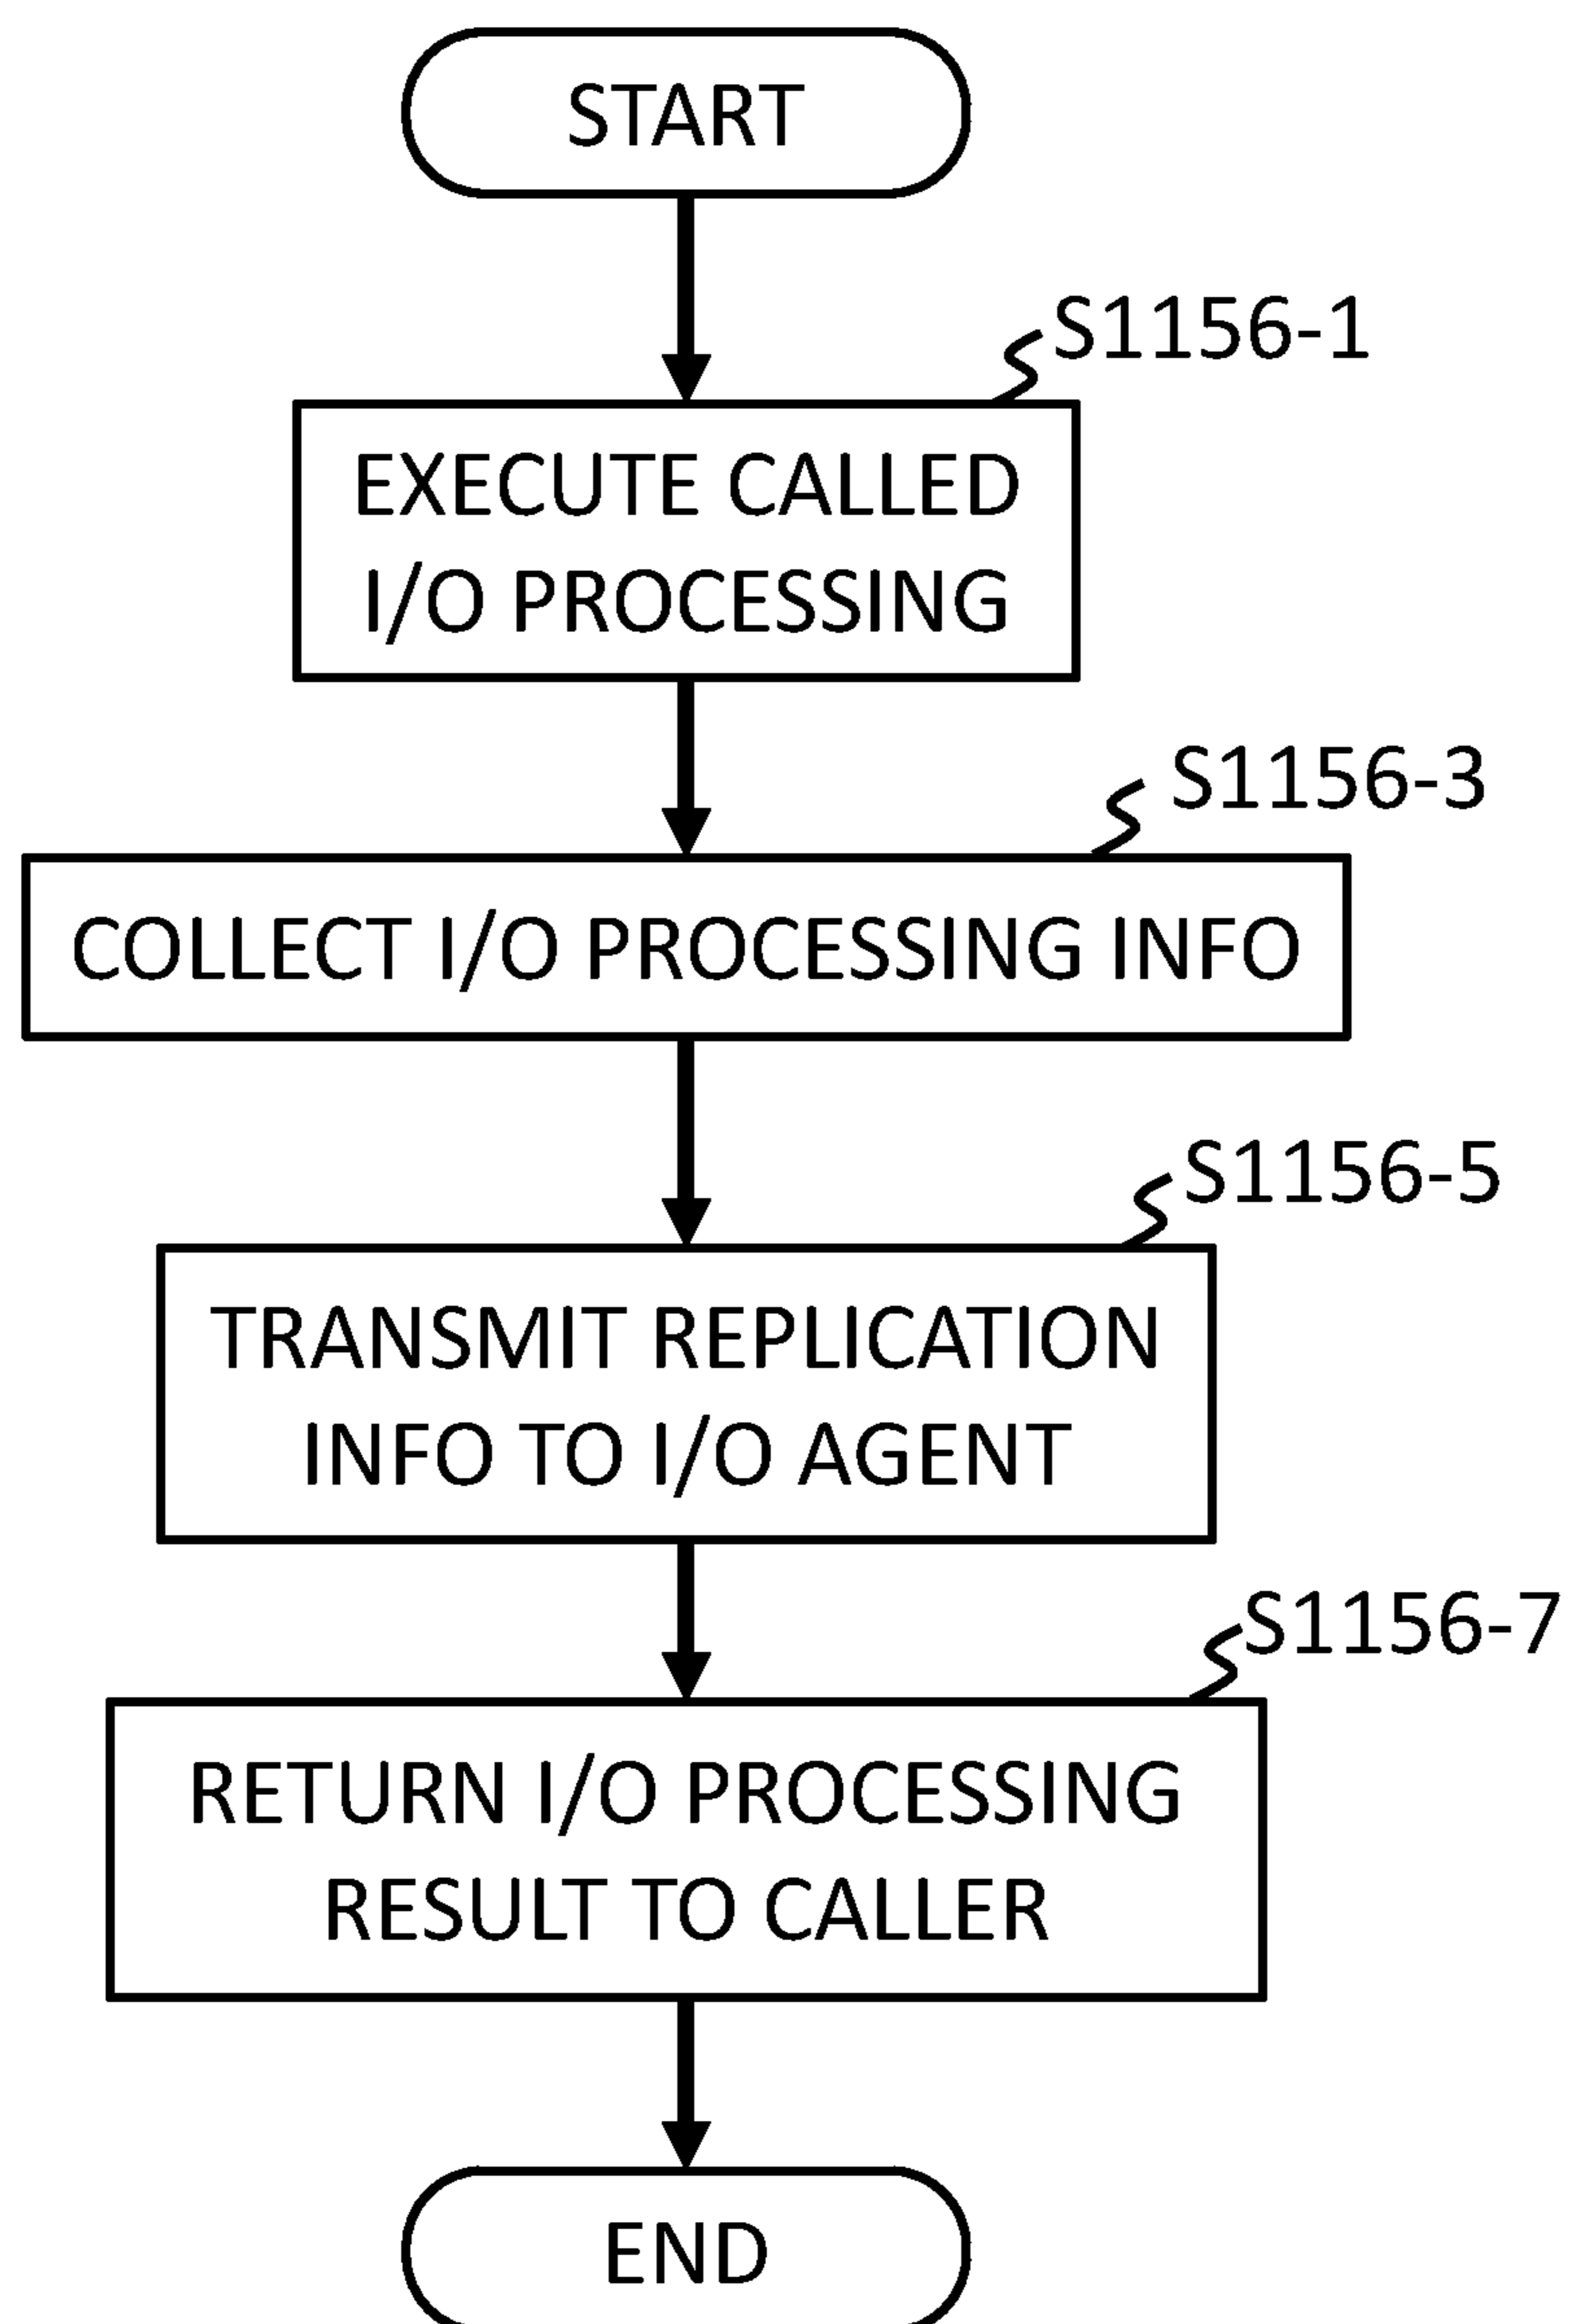 START
S1156-1
EXECUTE CALLED
I/O PROCESSING
S1156-3
COLLECT I/O PROCESSING INFO
S1156-5
TRANSMIT REPLICATION
INFO TO I/O AGENT
S1156-7
RETURN I/O PROCESSING
RESULT TO CALLER
END